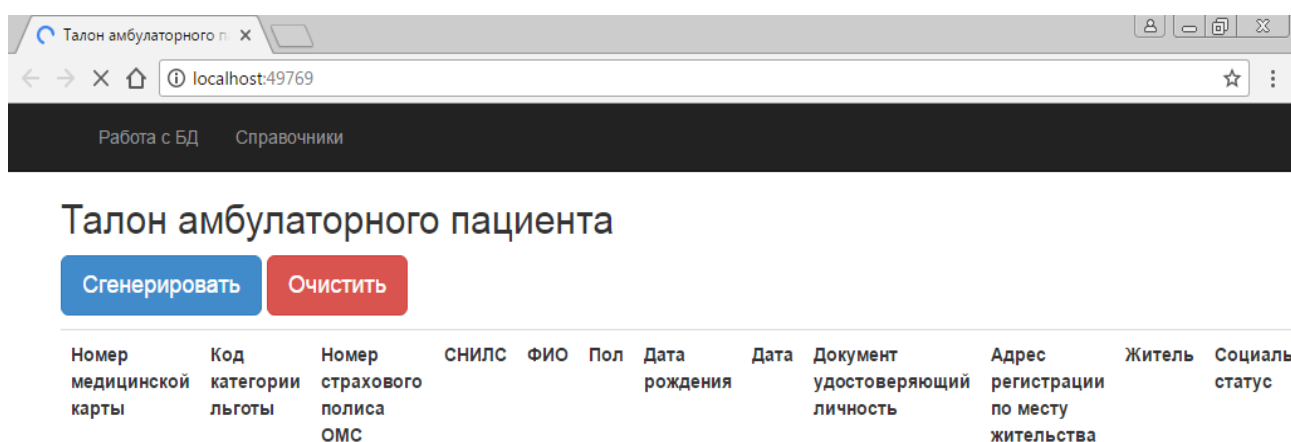 Талон амбулаторного п
localhost:49769
Работа с БД Справочники
Талон амбулаторного пациента
Сгенерировать Очистить
Номер Код Номер СНИЛС ФИО Пол Дата Дата Документ Адрес Житель Социаль
медицинской категории страхового рождения удостоверяющий регистрации статус
карты льготы полиса личность по месту
ОМС жительства